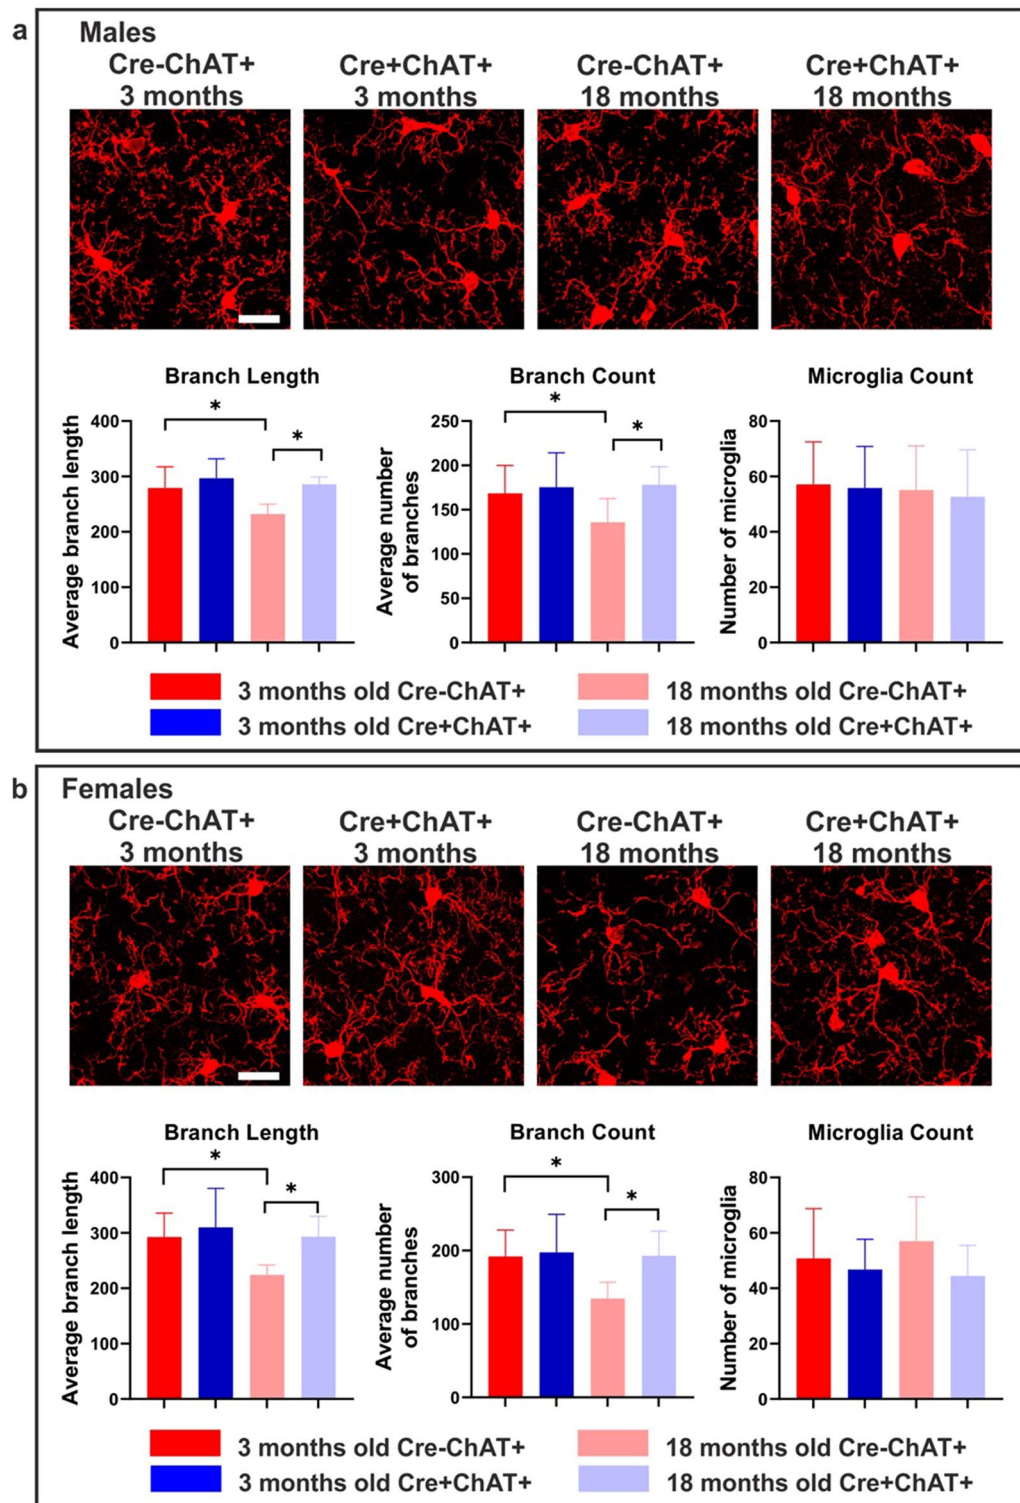 a
Males
Cre-ChAT+ Cre+ChAT+ Cre-ChAT+ Cre+ChAT+
3 months 3 months 18 months 18 months
Branch Length
Average branch length
400
300
200
100
0
*
*
Branch Count
Average number
of branches
250
200
150
100
50
0
*
*
Microglia Count
Number of microglia
80
60
40
20
0
3 months old Cre-ChAT+
18 months old Cre-ChAT+
3 months old Cre+ChAT+
18 months old Cre+ChAT+
b
Females
Cre-ChAT+ Cre+ChAT+ Cre-ChAT+ Cre+ChAT+
3 months 3 months 18 months 18 months
Branch Length
Average branch length
400
300
200
100
0
*
*
Branch Count
Average number
of branches
300
200
100
0
*
*
Microglia Count
Number of microglia
80
60
40
20
0
3 months old Cre-ChAT+
18 months old Cre-ChAT+
3 months old Cre+ChAT+
18 months old Cre+ChAT+